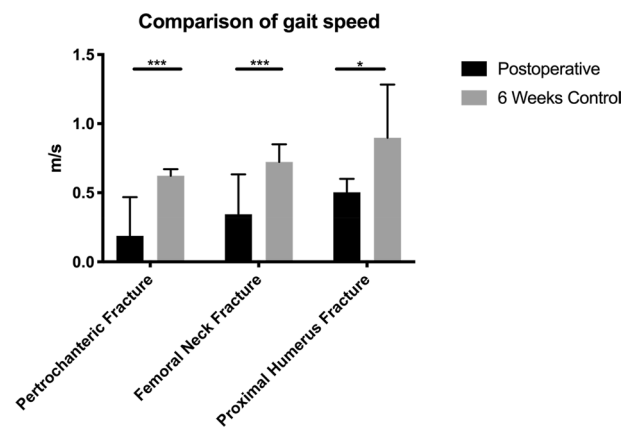 Comparison of gait speed
1.5
1.0
0.5
0.0
m/s
***
***
*
Postoperative
6 Weeks Control
Pertrochanteric Fracture
Femoral Neck Fracture
Proximal Humerus Fracture